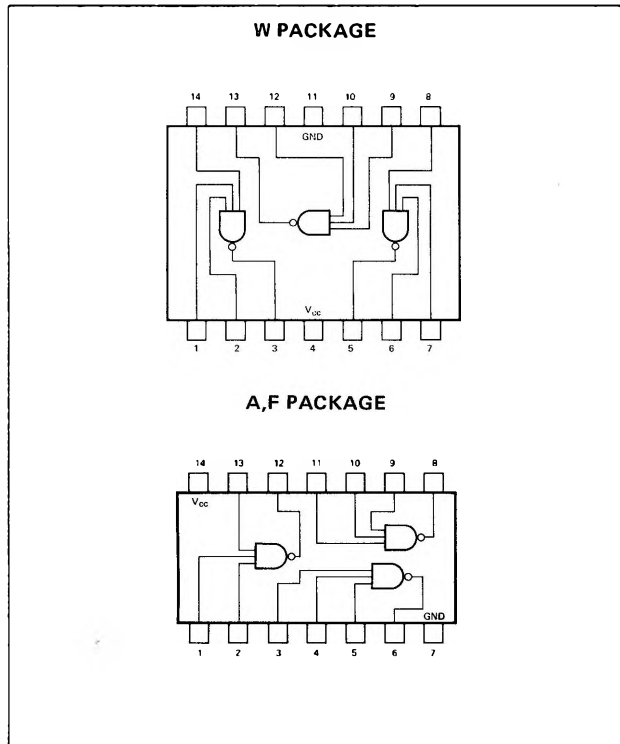 W PACKAGE
14 13 12 11 10 9 8
GND
Vcc
1 2 3 4 5 6 7
A,F PACKAGE
14 13 12 11 10 9 8
Vcc
GND
1 2 3 4 5 6 7